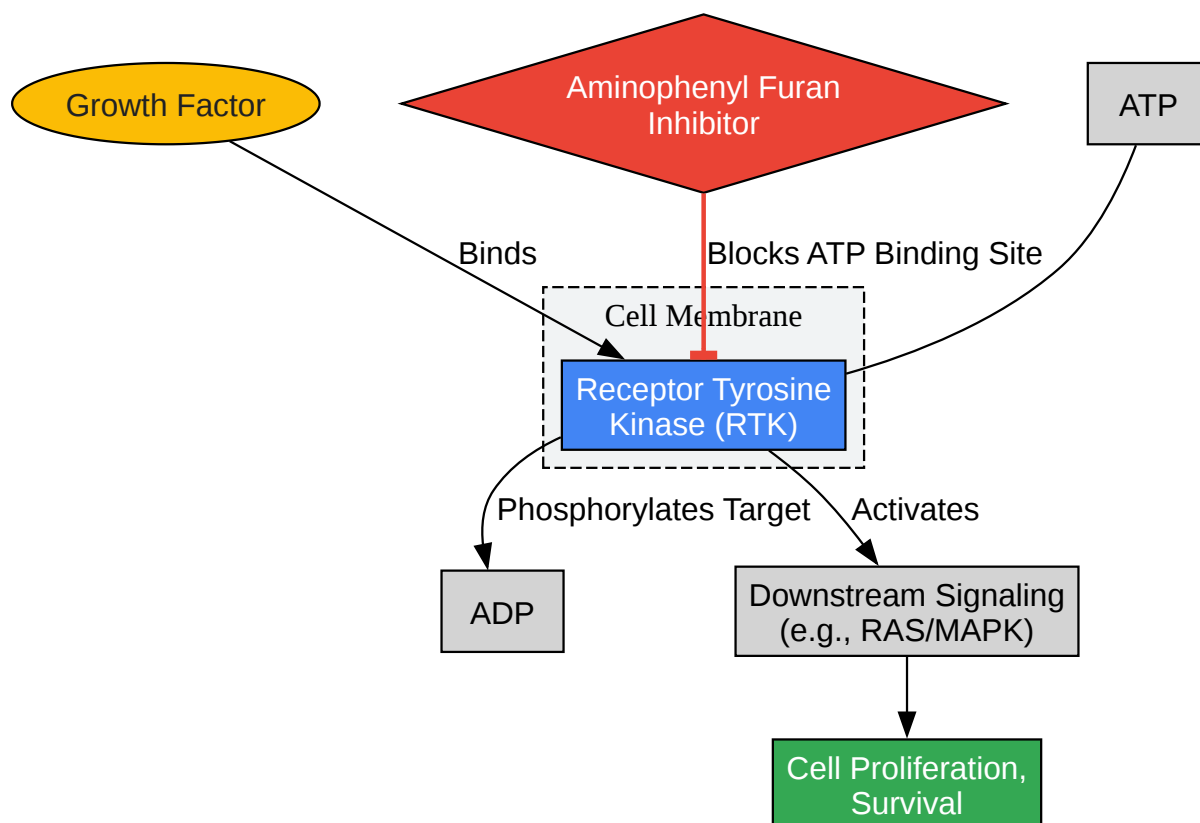 Growth Factor
Aminophenyl Furan
Inhibitor
ATP
Binds
Blocks ATP Binding Site
Cell Membrane
Receptor Tyrosine
Kinase (RTK)
Phosphorylates Target
Activates
ADP
Downstream Signaling
(e.g., RAS/MAPK)
Cell Proliferation,
Survival